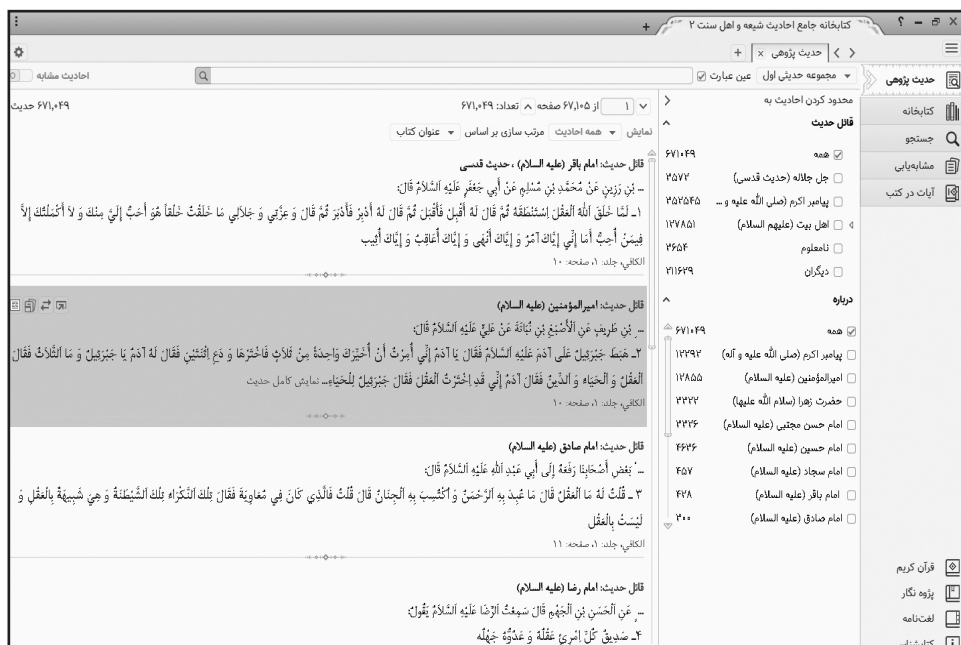 کتابخانه جامع احادیث شیعه و اهل سنت ۲
+
حدیث پژوهی ×
+
مجموعه حدیثی اول
عین عبارت
احادیث مشابه
حدیث پژوهی
کتابخانه
جستجو
مشابه‌یابی
آیات در کتب
قرآن کریم
پژوه نگار
لغت‌نامه
محدود کردن احادیث به
قائل حدیث
همه ۶۷۱۰۴۹
جل جلاله (حدیث قدسی) ۳۵۷۲
پیامبر اکرم (صلی الله علیه و ... ۳۵۲۵۴۵
اهل بیت (علیهم السلام) ۱۲۷۸۵۱
نامعلوم ۳۶۵۴
دیگران ۲۱۱۶۲۹
درباره
همه ۶۷۱۰۴۹
پیامبر اکرم (صلی الله علیه و آله) ۱۲۲۹۲
امیرالمؤمنین (علیه السلام) ۱۲۸۵۵
حضرت زهرا (سلام الله علیها) ۳۳۲۲
امام حسن مجتبی (علیه السلام) ۳۳۲۶
امام حسین (علیه السلام) ۴۶۳۶
امام سجاد (علیه السلام) ۴۵۷
امام باقر (علیه السلام) ۴۲۸
امام صادق (علیه السلام) ۳۰۰
۱ از ۶۷,۱۰۵ صفحه تعداد: ۶۷۱,۰۴۹
۶۷۱,۰۴۹ حدیث
نمایش همه احادیث مرتب سازی بر اساس عنوان کتاب
قائل حدیث: امام باقر (علیه السلام) ، حدیث قدسی
... بْنِ رَزِينٍ عَنْ مُحَمَّدِ بْنِ مُسْلِمٍ عَنْ أَبِي جَعْفَرٍ عَلَيْهِ اَلسَّلاَمُ قَالَ:
۱ـ لَمَّا خَلَقَ اَللَّهُ اَلْعَقْلَ اِسْتَنْطَقَهُ ثُمَّ قَالَ لَهُ أَقْبِلْ فَأَقْبَلَ ثُمَّ قَالَ لَهُ أَدْبِرْ فَأَدْبَرَ ثُمَّ قَالَ وَ عِزَّتِي وَ جَلاَلِي مَا خَلَقْتُ خَلْقاً هُوَ أَحَبُّ إِلَيَّ مِنْكَ وَ لاَ أَكْمَلْتُكَ إِلاَّ
فِيمَنْ أُحِبُّ أَمَا إِنِّي إِيَّاكَ آمُرُ وَ إِيَّاكَ أَنْهَى وَ إِيَّاكَ أُعَاقِبُ وَ إِيَّاكَ أُثِيبُ
الکافي، جلد: ۱، صفحه: ۱۰
قائل حدیث: امیرالمؤمنین (علیه السلام)
... بْنِ طَرِيفٍ عَنِ اَلْأَصْبَغِ بْنِ نُبَاتَةَ عَنْ عَلِيٍّ عَلَيْهِ اَلسَّلاَمُ قَالَ:
۲ـ هَبَطَ جَبْرَئِيلُ عَلَى آدَمَ عَلَيْهِ اَلسَّلاَمُ فَقَالَ يَا آدَمُ إِنِّي أُمِرْتُ أَنْ أُخَيِّرَكَ وَاحِدَةً مِنْ ثَلاَثٍ فَاخْتَرْهَا وَ دَعِ اِثْنَتَيْنِ فَقَالَ لَهُ آدَمُ يَا جَبْرَئِيلُ وَ مَا اَلثَّلاَثُ فَقَالَ
اَلْعَقْلُ وَ اَلْحَيَاءُ وَ اَلدِّينُ فَقَالَ آدَمُ إِنِّي قَدِ اِخْتَرْتُ اَلْعَقْلَ فَقَالَ جَبْرَئِيلُ لِلْحَيَاءِ... نمایش کامل حدیث
الکافي، جلد: ۱، صفحه: ۱۰
قائل حدیث: امام صادق (علیه السلام)
... بَعْضِ أَصْحَابِنَا رَفَعَهُ إِلَى أَبِي عَبْدِ اَللَّهِ عَلَيْهِ اَلسَّلاَمُ قَالَ:
۳ ـ قُلْتُ لَهُ مَا اَلْعَقْلُ قَالَ مَا عُبِدَ بِهِ اَلرَّحْمَنُ وَ اُكْتُسِبَ بِهِ اَلْجِنَانُ قَالَ قُلْتُ فَالَّذِي كَانَ فِي مُعَاوِيَةَ فَقَالَ تِلْكَ اَلنَّكْرَاءُ تِلْكَ اَلشَّيْطَنَةُ وَ هِيَ شَبِيهَةٌ بِالْعَقْلِ وَ
لَيْسَتْ بِالْعَقْلِ
الکافي، جلد: ۱، صفحه: ۱۱
قائل حدیث: امام رضا (علیه السلام)
... عَنِ اَلْحَسَنِ بْنِ اَلْجَهْمِ قَالَ سَمِعْتُ اَلرِّضَا عَلَيْهِ اَلسَّلاَمُ يَقُولُ:
۴ـ صَدِيقُ كُلِّ اِمْرِئٍ عَقْلُهُ وَ عَدُوُّهُ جَهْلُهُ